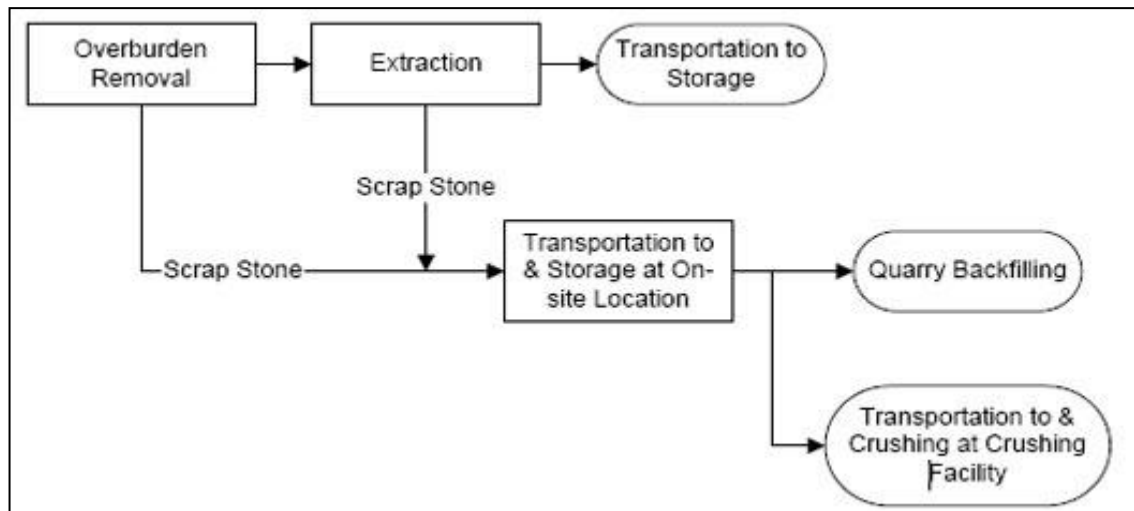 Overburden
Removal
Extraction
Transportation to
Storage
Scrap Stone
Scrap Stone
Transportation to
& Storage at On-
site Location
Quarry Backfilling
Transportation to &
Crushing at Crushing
Facility